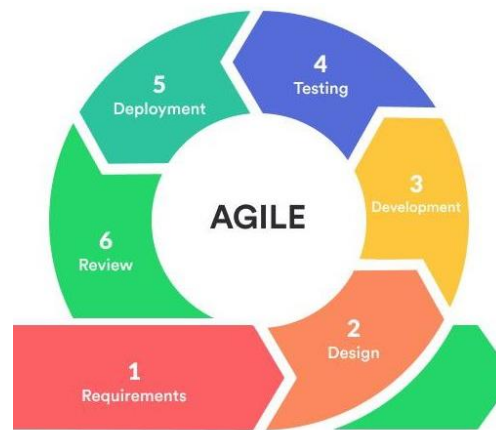 5
Deployment
4
Testing
3
Development
AGILE
6
Review
2
Design
1
Requirements